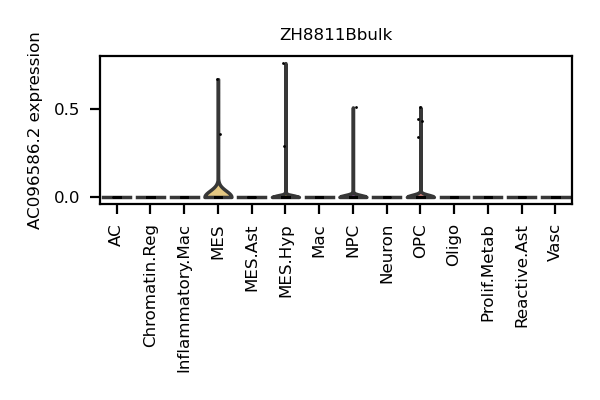 ZH8811Bbulk
AC096586.2 expression
0.5
0.0
AC
Chromatin.Reg
Inflammatory.Mac
MES
MES.Ast
MES.Hyp
Mac
NPC
Neuron
OPC
Oligo
Prolif.Metab
Reactive.Ast
Vasc